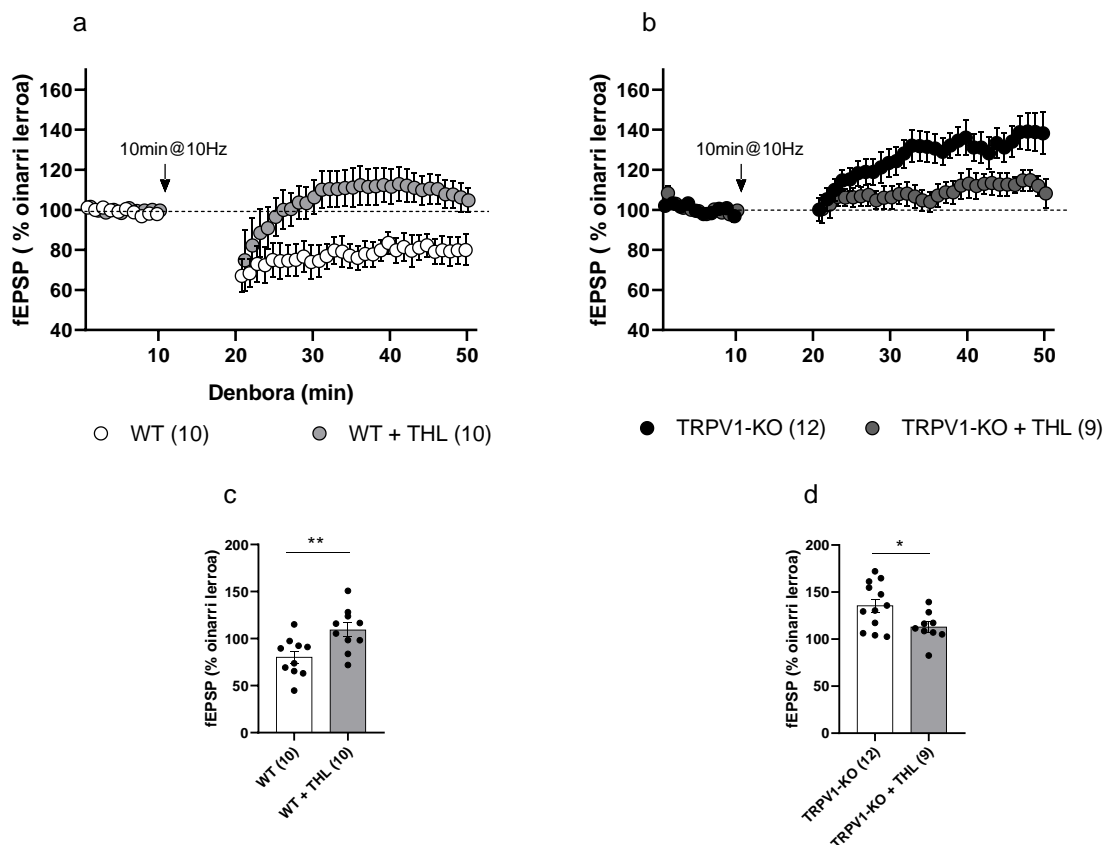 a
fEPSP ( % oinarri lerroa)
160
140
120
100
80
60
40
10min@10Hz
10
20
30
40
50
Denbora (min)
WT (10)
WT + THL (10)
b
fEPSP ( % oinarri lerroa)
160
140
120
100
80
60
40
10min@10Hz
10
20
30
40
50
TRPV1-KO (12)
TRPV1-KO + THL (9)
c
fEPSP (% oinarri lerroa)
200
150
100
50
0
**
WT (10)
WT + THL (10)
d
fEPSP (% oinarri lerroa)
200
150
100
50
0
*
TRPV1-KO (12)
TRPV1-KO + THL (9)